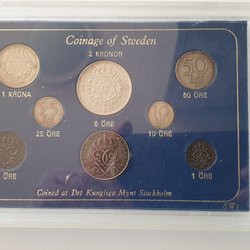 Coinage of Sweden
2 KRONOR
1 KRONA
50 ÖRE
25 ÖRE
5 ÖRE
10 ÖRE
ÖRE
1 ÖRE
Coined at Det Kungliga Mynt Stockholm
50